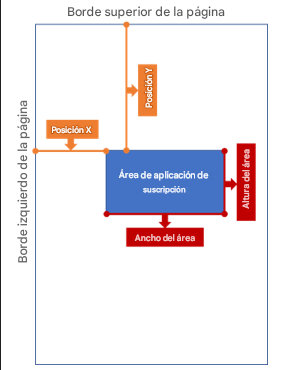 Borde superior de la página
Borde izquierdo de la página
Posición Y
Posición X
Área de aplicación de
suscripción
Altura del área
Ancho del área